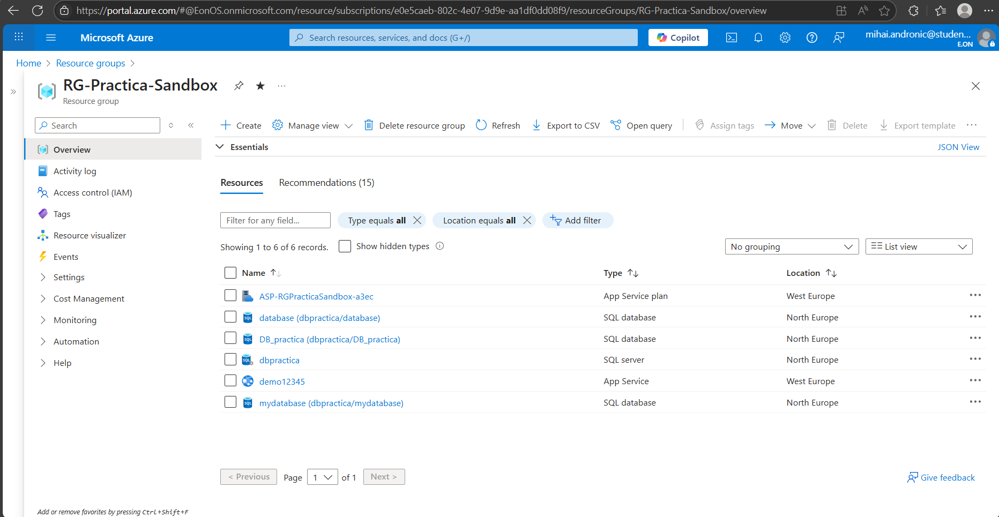 https://portal.azure.com/#@EonOS.onmicrosoft.com/resource/subscriptions/e0e5caeb-802c-4e07-9d9e-aa1df0dd08f9/resourceGroups/RG-Practica-Sandbox/overview
Microsoft Azure
Search resources, services, and docs (G+/)
Copilot
mihai.andronic@studen...
E.ON
Home > Resource groups >
RG-Practica-Sandbox
Resource group
Search
Create
Manage view
Delete resource group
Refresh
Export to CSV
Open query
Assign tags
Move
Delete
Export template
Essentials
JSON View
Overview
Activity log
Access control (IAM)
Tags
Resource visualizer
Events
Settings
Cost Management
Monitoring
Automation
Help
Resources
Recommendations (15)
Filter for any field...
Type equals all
Location equals all
Add filter
Showing 1 to 6 of 6 records.
Show hidden types
No grouping
List view
Name Type Location
ASP-RGPracticaSandbox-a3ec App Service plan West Europe
database (dbpractica/database) SQL database North Europe
DB_practica (dbpractica/DB_practica) SQL database North Europe
dbpractica SQL server North Europe
demo12345 App Service West Europe
mydatabase (dbpractica/mydatabase) SQL database North Europe
< Previous Page 1 of 1 Next >
Give feedback
Add or remove favorites by pressing Ctrl+Shift+F